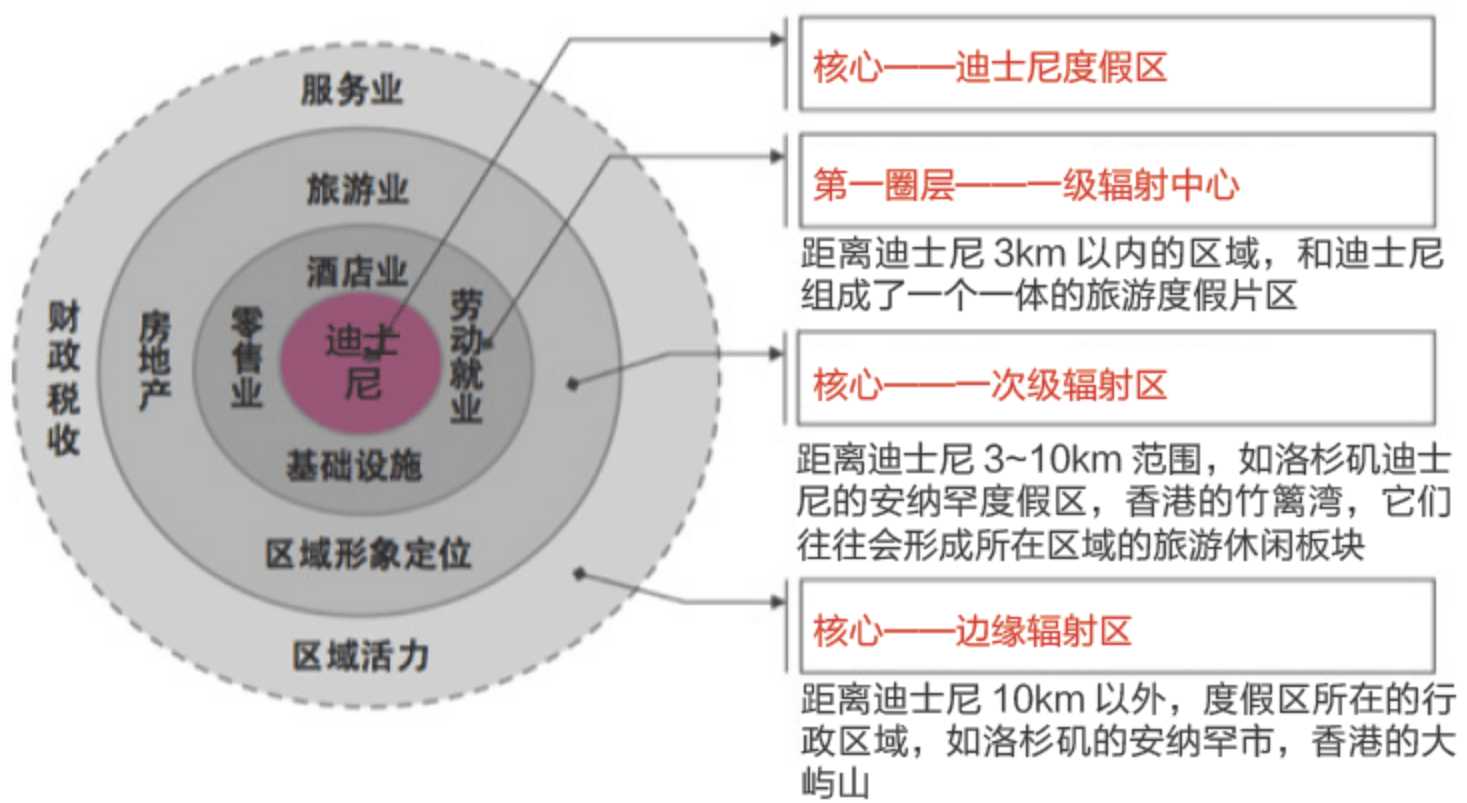 服务业
旅游业
酒店业
财政税收
房地产
零售业
迪士
尼
劳动就业
基础设施
区域形象定位
区域活力
核心——迪士尼度假区
第一圈层——一级辐射中心
距离迪士尼 3km 以内的区域，和迪士尼
组成了一个一体的旅游度假片区
核心——一次级辐射区
距离迪士尼 3~10km 范围，如洛杉矶迪士
尼的安纳罕度假区，香港的竹篙湾，它们
往往会形成所在区域的旅游休闲板块
核心——边缘辐射区
距离迪士尼 10km 以外，度假区所在的行
政区域，如洛杉矶的安纳罕市，香港的大
屿山